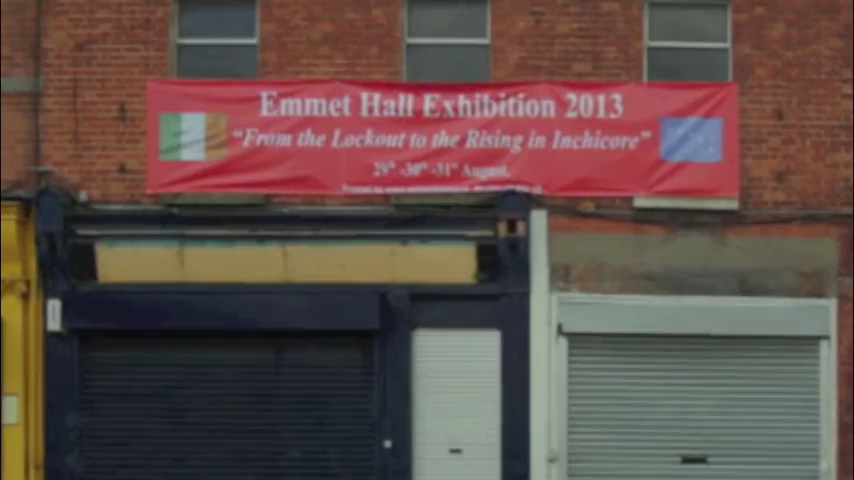 Emmet Hall Exhibition 2013
"From the Lockout to the Rising in Inchicore"
29th -30th -31st August.